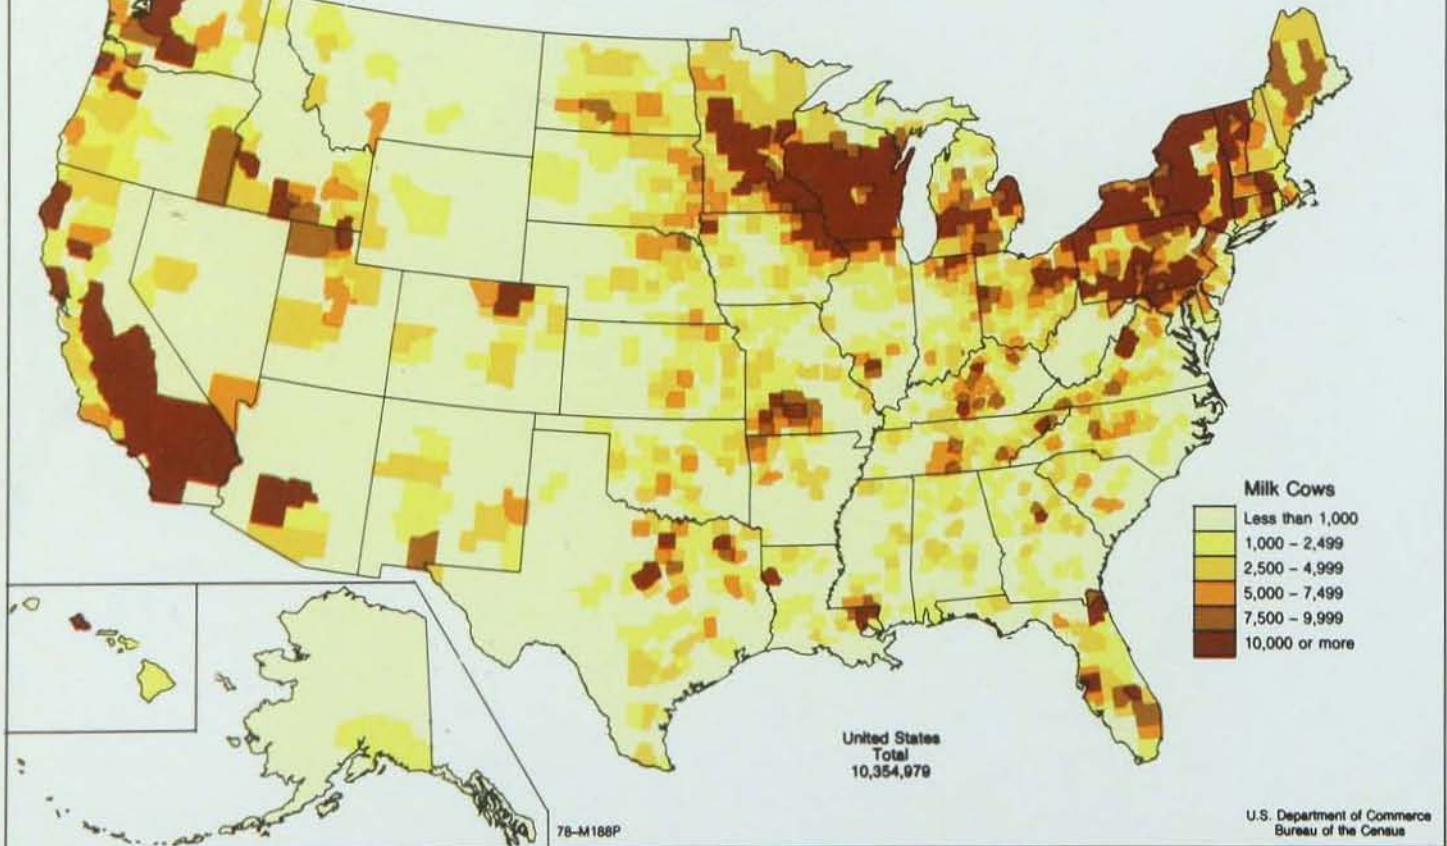 Milk Cows
Less than 1,000
1,000 – 2,499
2,500 – 4,999
5,000 – 7,499
7,500 – 9,999
10,000 or more
United States
Total
10,354,979
78-M188P
U.S. Department of Commerce
Bureau of the Census